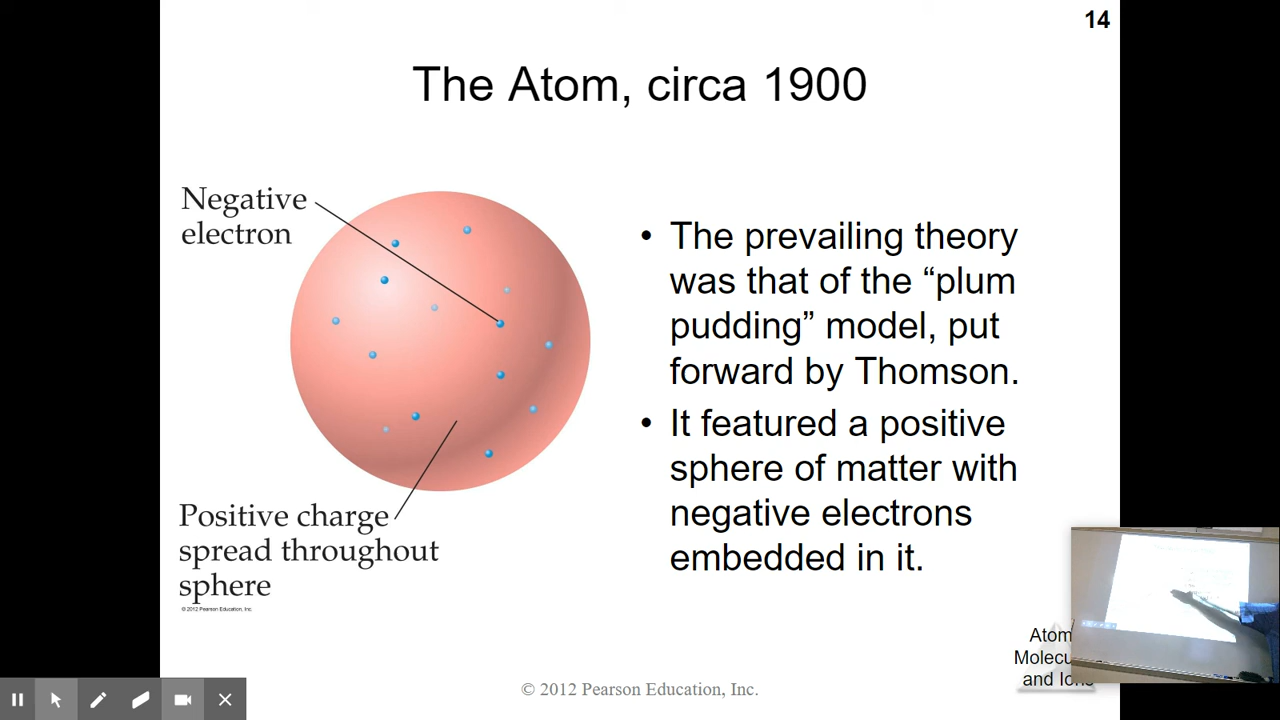 14
The Atom, circa 1900
Negative
electron
Positive charge
spread throughout
sphere
© 2012 Pearson Education, Inc.
• The prevailing theory
was that of the “plum
pudding” model, put
forward by Thomson.
• It featured a positive
sphere of matter with
negative electrons
embedded in it.
and
© 2012 Pearson Education, Inc.